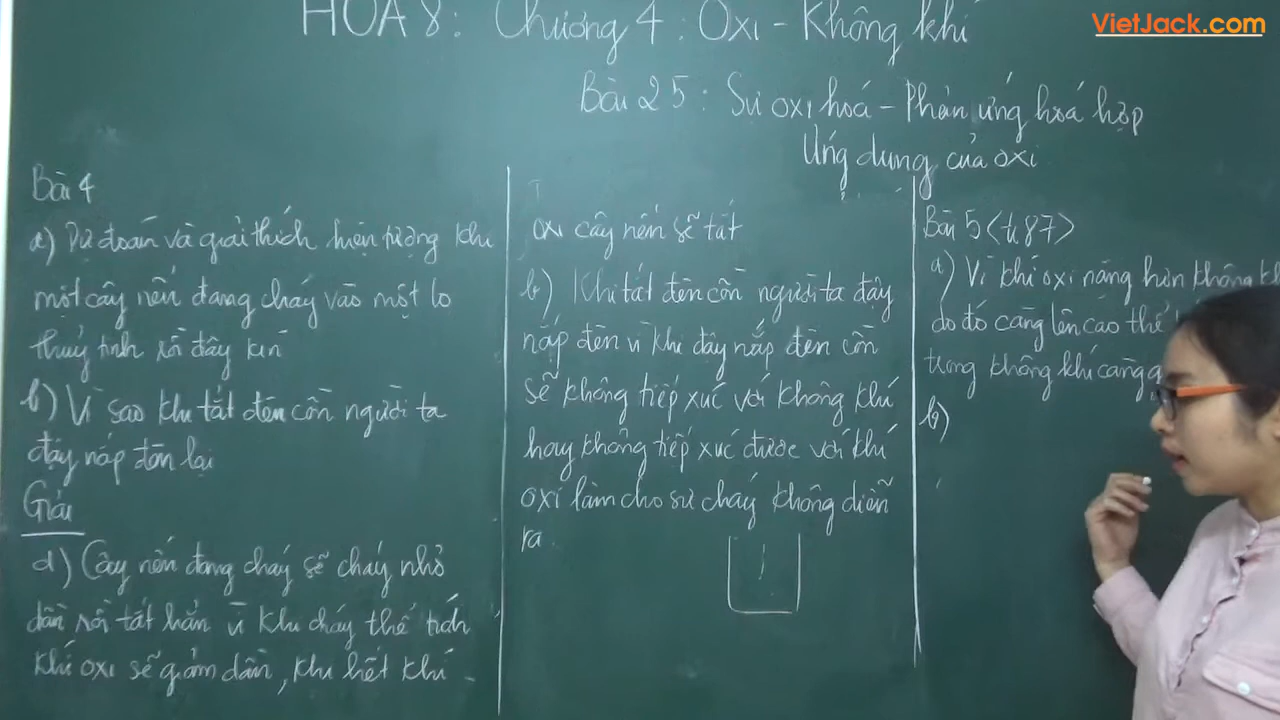 VietJack.com
HOÁ 8: Chương 4: Oxi - Không khí
Bài 25: Sự oxi hoá - Phản ứng hoá hợp
Ứng dụng của oxi
Bài 4
a) Dự đoán và giải thích hiện tượng khi
một cây nến đang cháy vào một lọ
thuỷ tinh rồi đậy kín
b) Vì sao khi tắt đèn cồn người ta
đậy nắp đèn lại
Giải
a) Cây nến đang cháy sẽ cháy nhỏ
dần rồi tắt hẳn vì khi cháy thể tích
khí oxi sẽ giảm dần, khi hết khí
oxi cây nến sẽ tắt
b) Khi tắt đèn cồn người ta đậy
nắp đèn vì khi đậy nắp đèn cồn
sẽ không tiếp xúc với không khí
hay không tiếp xúc được với khí
oxi làm cho sự cháy không diễn
ra
Bài 5 <tr 87>
a) Vì khí oxi nặng hơn không
do đó càng lên cao thể
trong không khí càng
b)